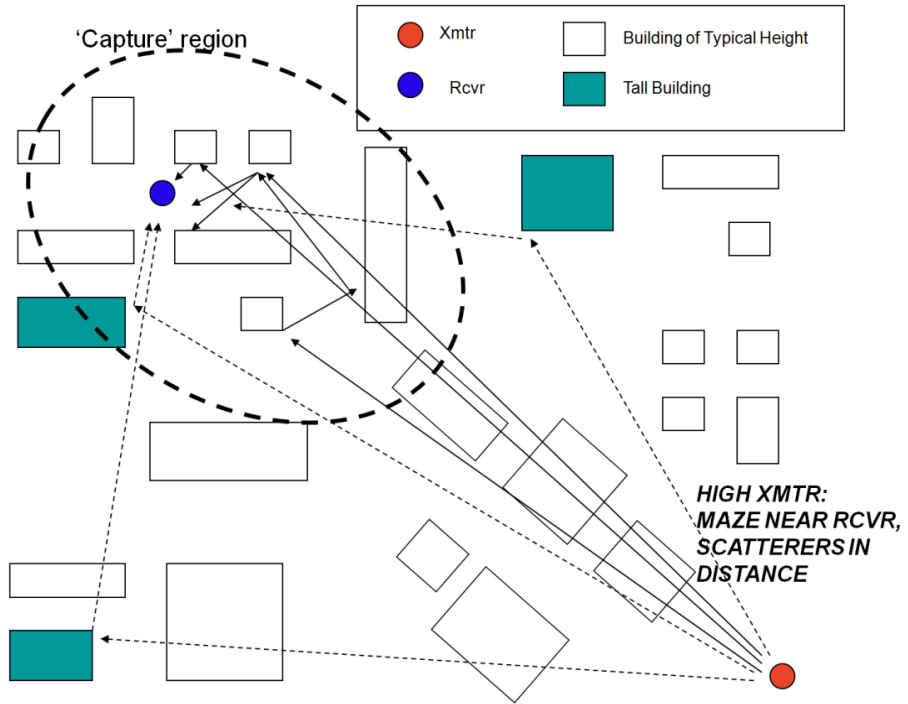 ‘Capture’ region
Xmtr
Building of Typical Height
Rcvr
Tall Building
HIGH XMTR:
MAZE NEAR RCVR,
SCATTERERS IN
DISTANCE